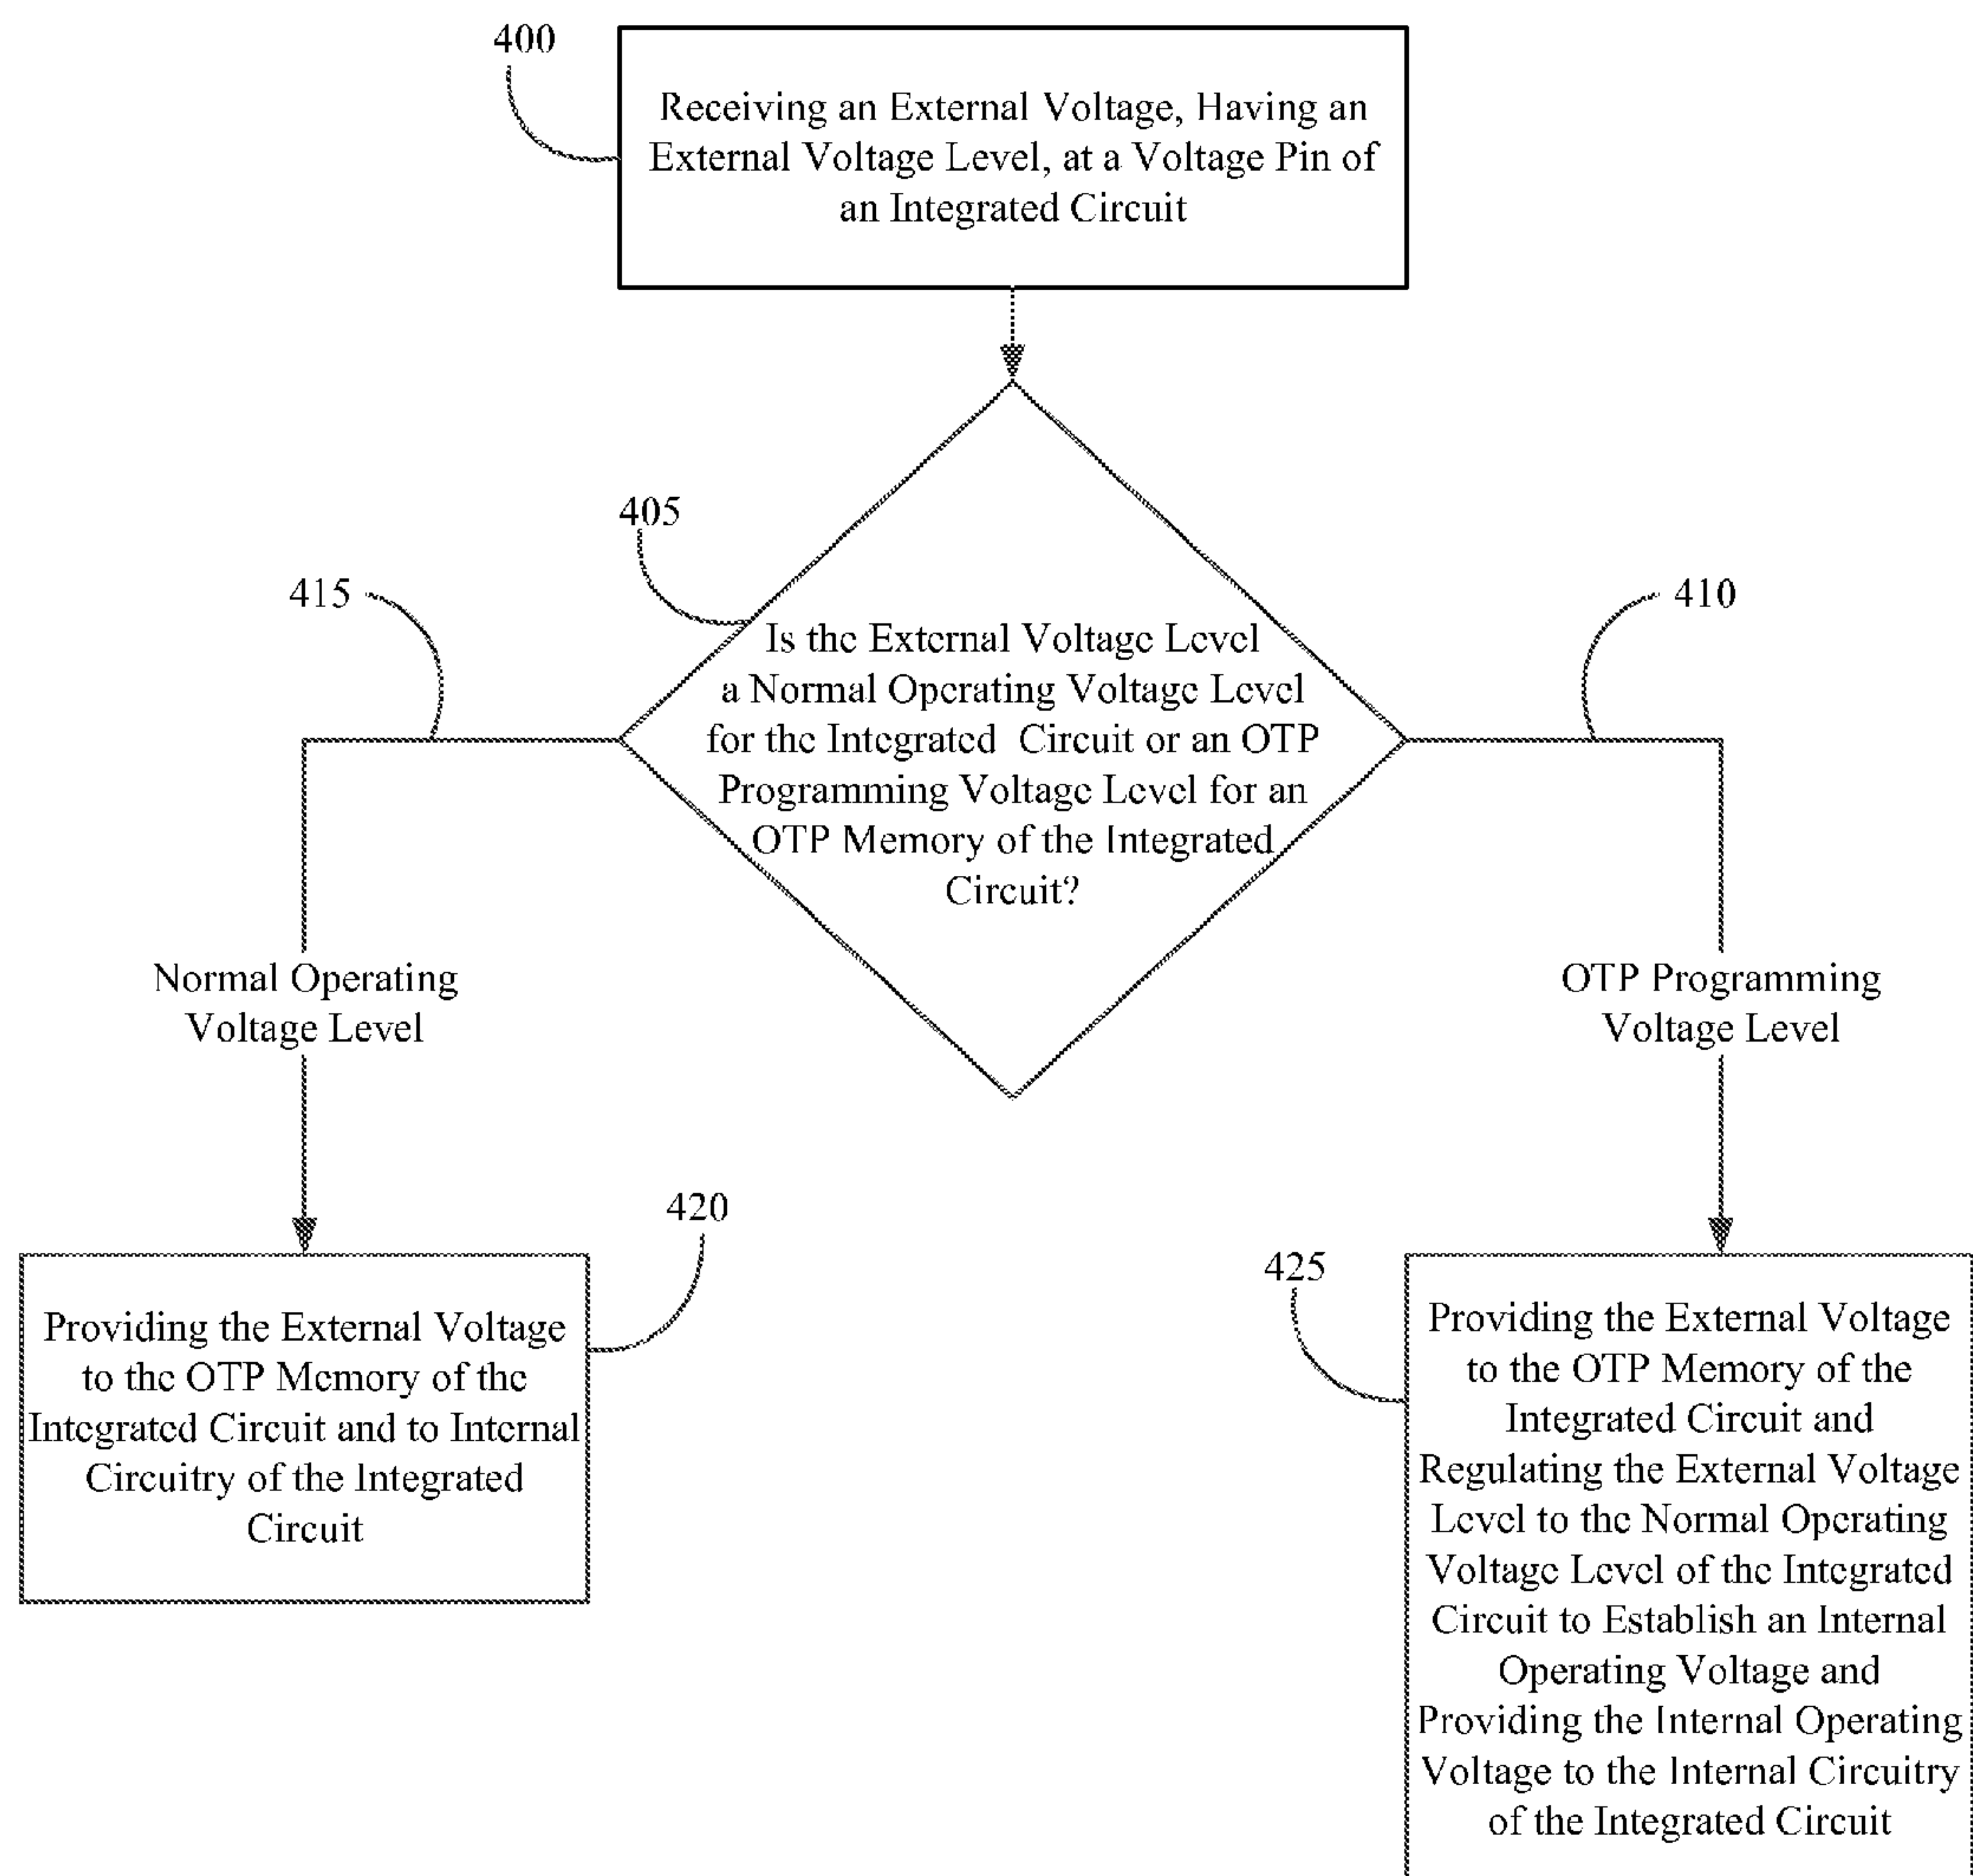 400
Receiving an External Voltage, Having an
External Voltage Level, at a Voltage Pin of
an Integrated Circuit
405
415
410
Is the External Voltage Level
a Normal Operating Voltage Level
for the Integrated Circuit or an OTP
Programming Voltage Level for an
OTP Memory of the Integrated
Circuit?
Normal Operating
Voltage Level
OTP Programming
Voltage Level
420
Providing the External Voltage
to the OTP Memory of the
Integrated Circuit and to Internal
Circuitry of the Integrated
Circuit
425
Providing the External Voltage
to the OTP Memory of the
Integrated Circuit and
Regulating the External Voltage
Level to the Normal Operating
Voltage Level of the Integrated
Circuit to Establish an Internal
Operating Voltage and
Providing the Internal Operating
Voltage to the Internal Circuitry
of the Integrated Circuit